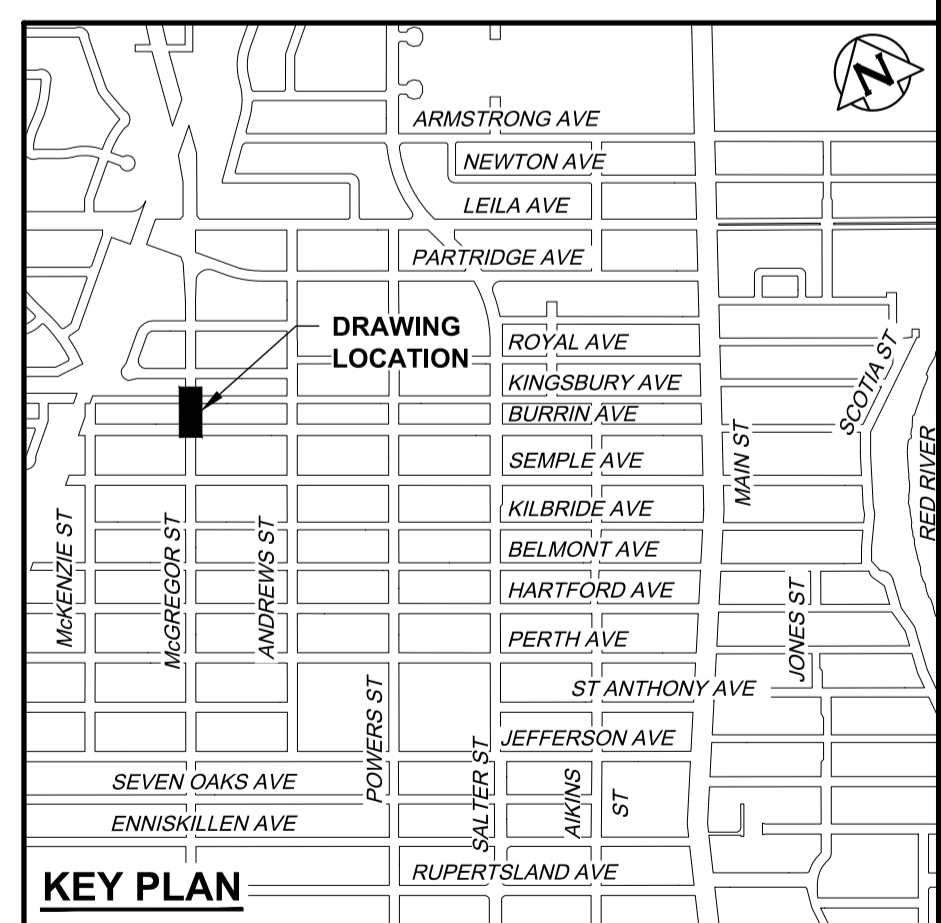 N
ARMSTRONG AVE
NEWTON AVE
LEILA AVE
PARTRIDGE AVE
DRAWING
LOCATION
ROYAL AVE
KINGSBURY AVE
BURRIN AVE
SEMPLE AVE
KILBRIDE AVE
BELMONT AVE
HARTFORD AVE
PERTH AVE
ST ANTHONY AVE
JEFFERSON AVE
McKENZIE ST
McGREGOR ST
ANDREWS ST
POWERS ST
SALTER ST
AIKINS
ST
MAIN ST
JONES ST
SCOTIA ST
RED RIVER
SEVEN OAKS AVE
ENNISKILLEN AVE
RUPERTSLAND AVE
KEY PLAN